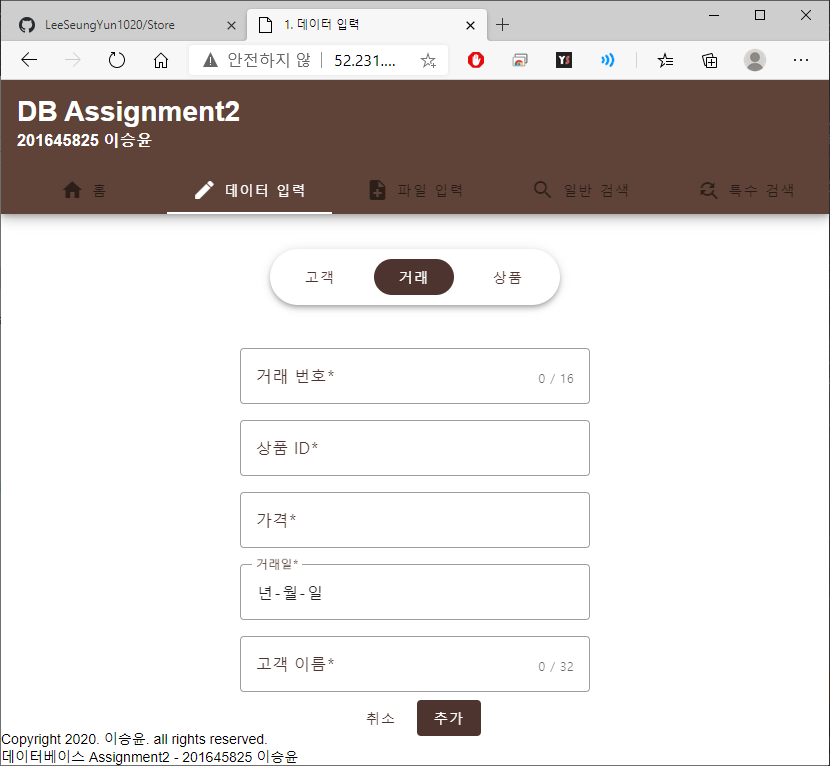 LeeSeungYun1020/Store
1. 데이터 입력
안전하지 않
52.231....
DB Assignment2
201645825 이승윤
홈 데이터 입력 파일 입력 일반 검색 특수 검색
고객 거래 상품
거래 번호*
0 / 16
상품 ID*
가격*
거래일*
년-월-일
고객 이름*
0 / 32
취소 추가
Copyright 2020. 이승윤. all rights reserved.
데이터베이스 Assignment2 - 201645825 이승윤